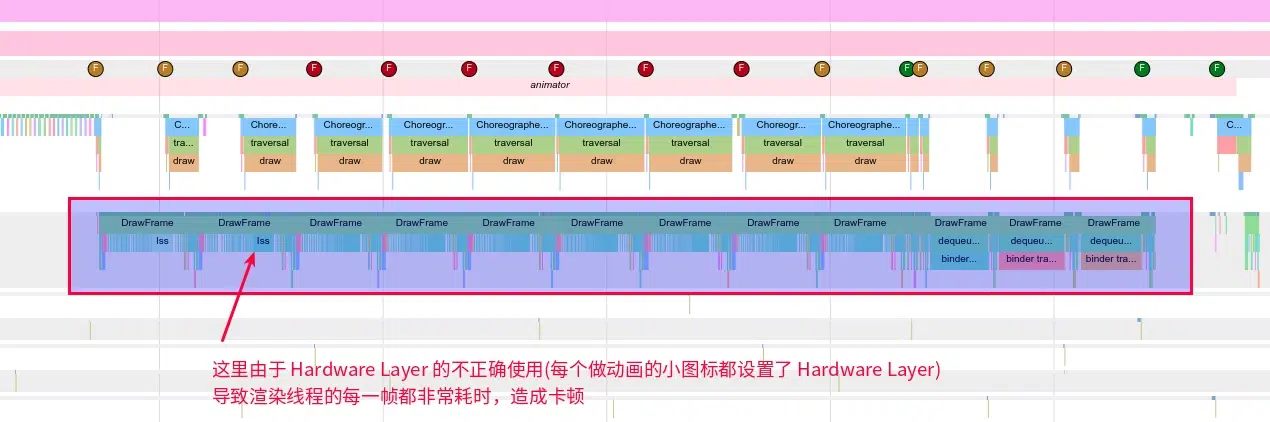 F F F F F F F F F F F F F F F F
animator
C... Chore... Choreogr... Choreogr... Choreographe... Choreographe... Choreographe... Choreogr... Choreographe... C...
tra... traversal traversal traversal traversal traversal traversal traversal traversal
draw draw draw draw draw draw draw draw draw
DrawFrame DrawFrame DrawFrame DrawFrame DrawFrame DrawFrame DrawFrame DrawFrame DrawFrame DrawFrame DrawFrame DrawFrame
Iss Iss dequeu... dequeu... dequeu...
binder... binder tra... binder tra...
这里由于 Hardware Layer 的不正确使用(每个做动画的小图标都设置了 Hardware Layer)
导致渲染线程的每一帧都非常耗时，造成卡顿